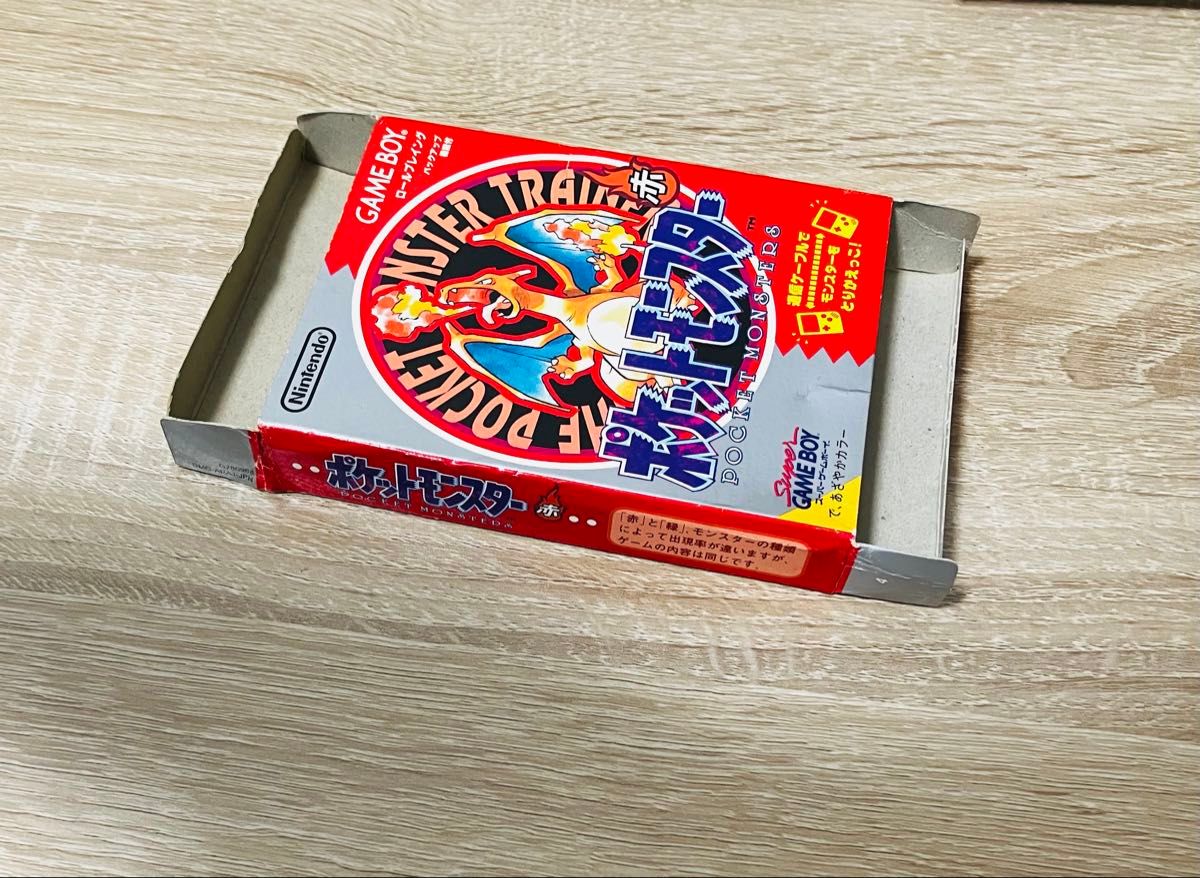 GAME BOY®
ロールプレイング
バックアップ
機能付
THE POCKET MONSTER TRAINER
赤
ポケットモンスター
POCKET MONSTERS
TM
通信ケーブルで
モンスターを
とりかえっこ!
Nintendo®
Super
GAME BOY
スーパーゲームボーイで、
で、あざやかカラー
ポケットモンスター
POCKET MONSTERS
赤
「赤」と「緑」、モンスターの種類
によって出現率が違いますが、
ゲームの内容は同じです。
4